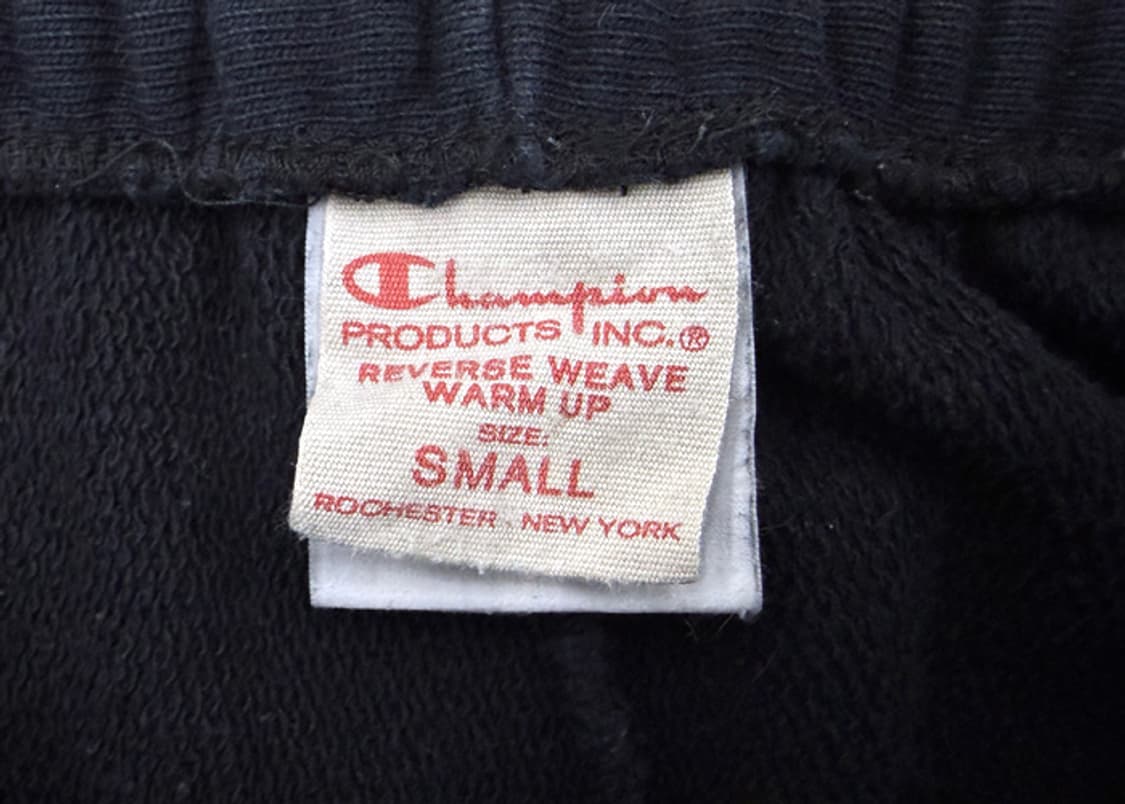 Champion
PRODUCTS INC.®
REVERSE WEAVE
WARM UP
SIZE:
SMALL
ROCHESTER . NEW YORK